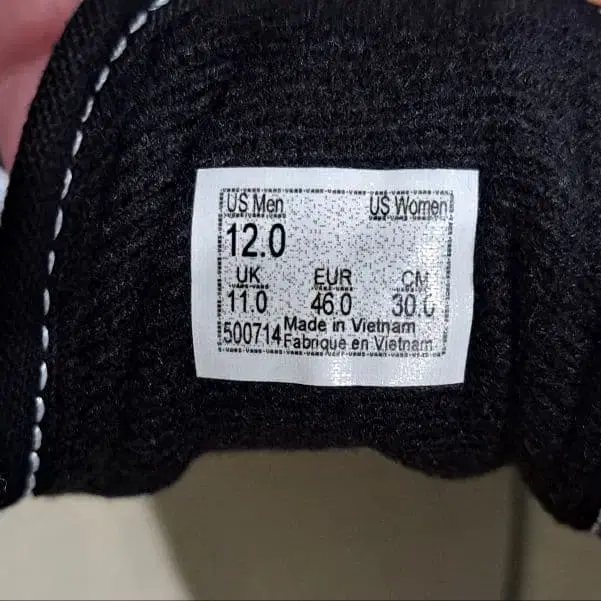 US Men US Women
12.0
UK EUR CM
11.0 46.0 30.0
500714 Made in Vietnam
Fabriqué en Vietnam